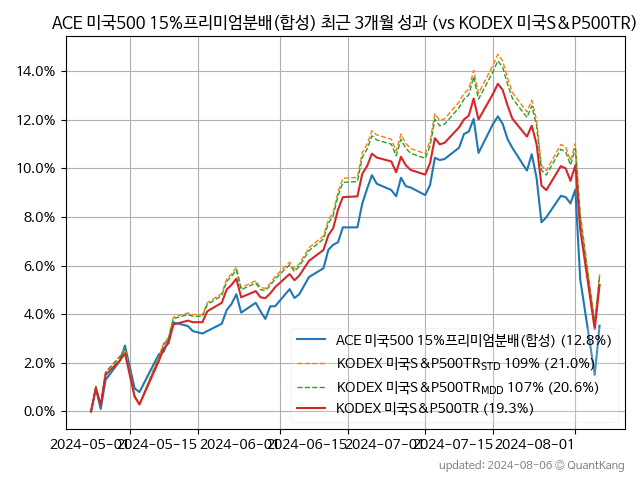 ACE 미국500 15%프리미엄분배(합성) 최근 3개월 성과 (vs KODEX 미국S&P500TR)
14.0%
12.0%
10.0%
8.0%
6.0%
4.0%
2.0%
0.0%
ACE 미국500 15%프리미엄분배(합성) (12.8%)
KODEX 미국S&P500TR_STD 109% (21.0%)
KODEX 미국S&P500TR_MDD 107% (20.6%)
KODEX 미국S&P500TR (19.3%)
2024-05-01 2024-05-15 2024-06-01 2024-06-15 2024-07-01 2024-07-15 2024-08-01
updated: 2024-08-06 © QuantKang